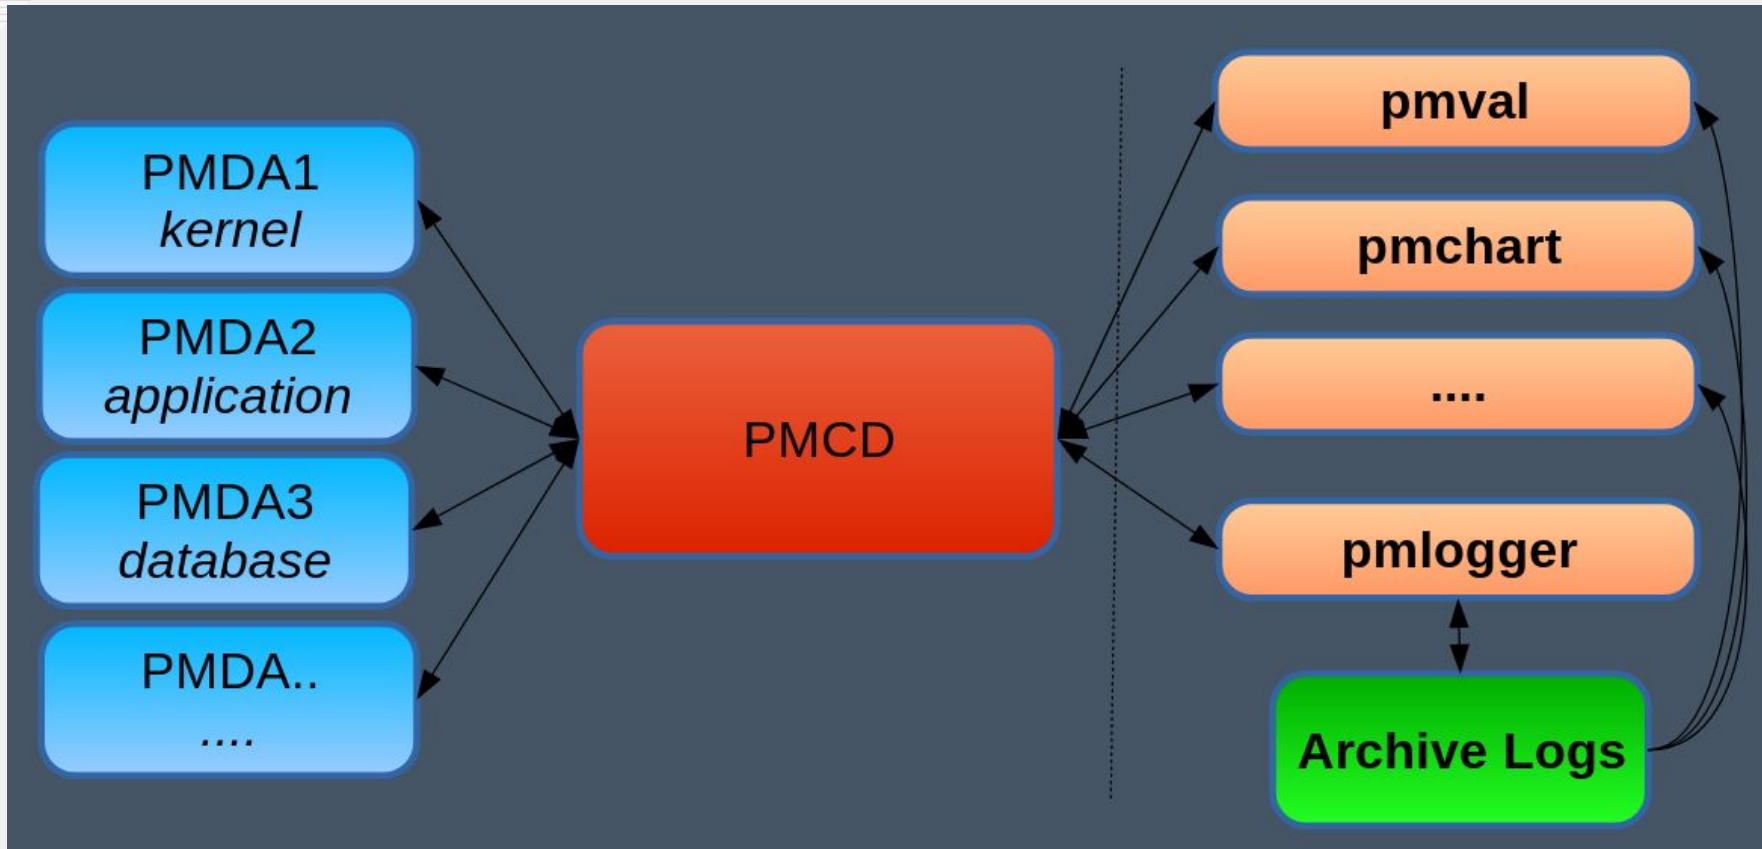 PMDA1
kernel
PMDA2
application
PMDA3
database
PMDA..
....
PMCD
pmval
pmchart
....
pmlogger
Archive Logs